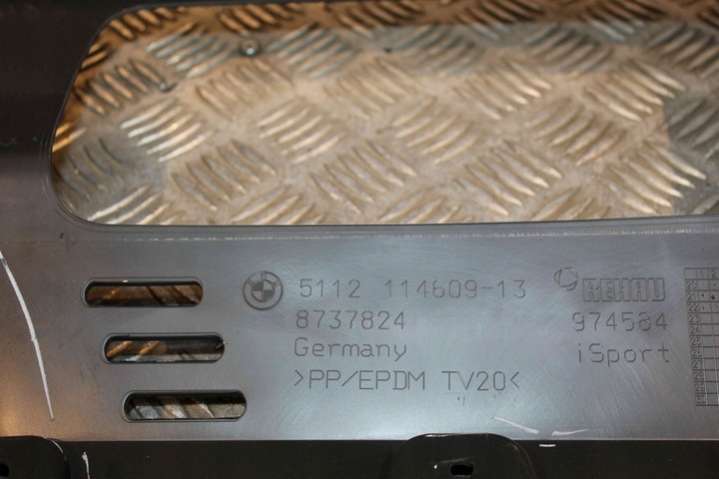 5112 114609-13 REHAU
8737824 974584
Germany iSport
>PP/EPDM TV20<